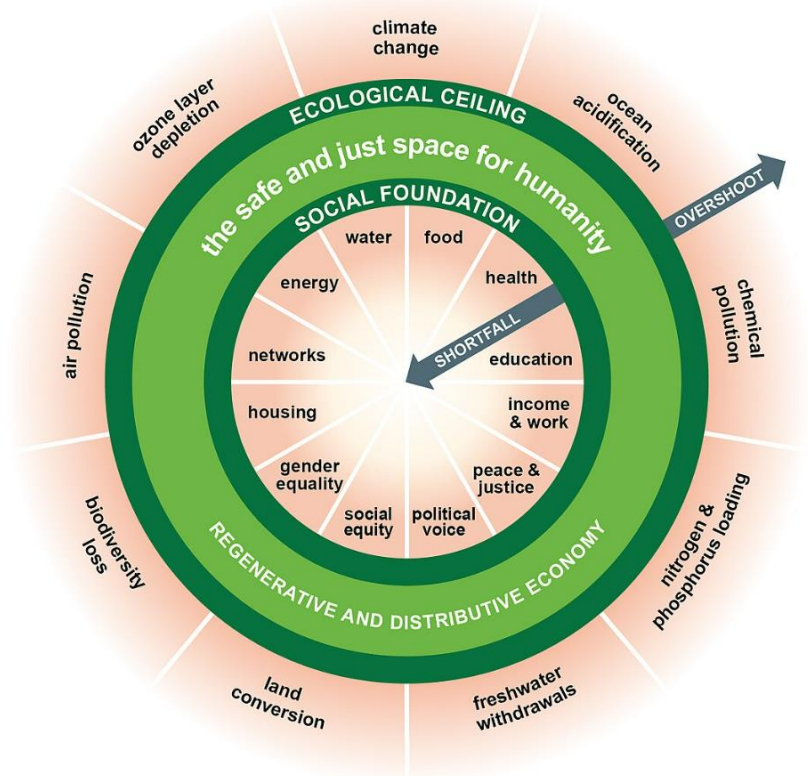 climate
change
ocean
acidification
chemical
pollution
nitrogen &
phosphorus loading
freshwater
withdrawals
land
conversion
biodiversity
loss
air pollution
ozone layer
depletion
OVERSHOOT
ECOLOGICAL CEILING
the safe and just space for humanity
SOCIAL FOUNDATION
water
food
health
SHORTFALL
education
income
& work
peace &
justice
political
voice
social
equity
gender
equality
housing
networks
energy
REGENERATIVE AND DISTRIBUTIVE ECONOMY